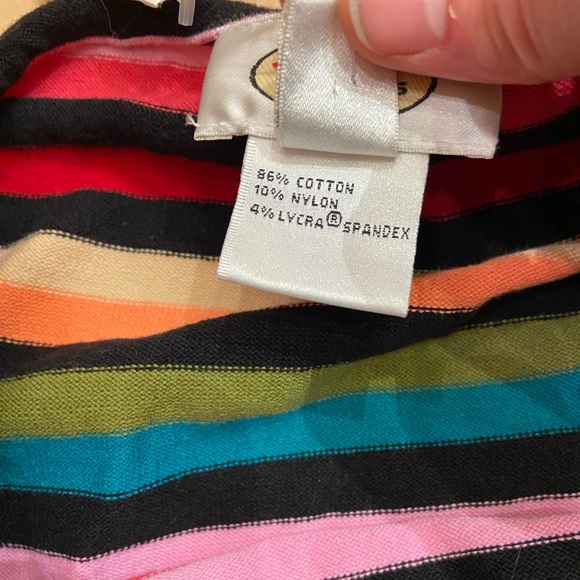 86% COTTON
10% NYLON
4% LYCRA® SPANDEX